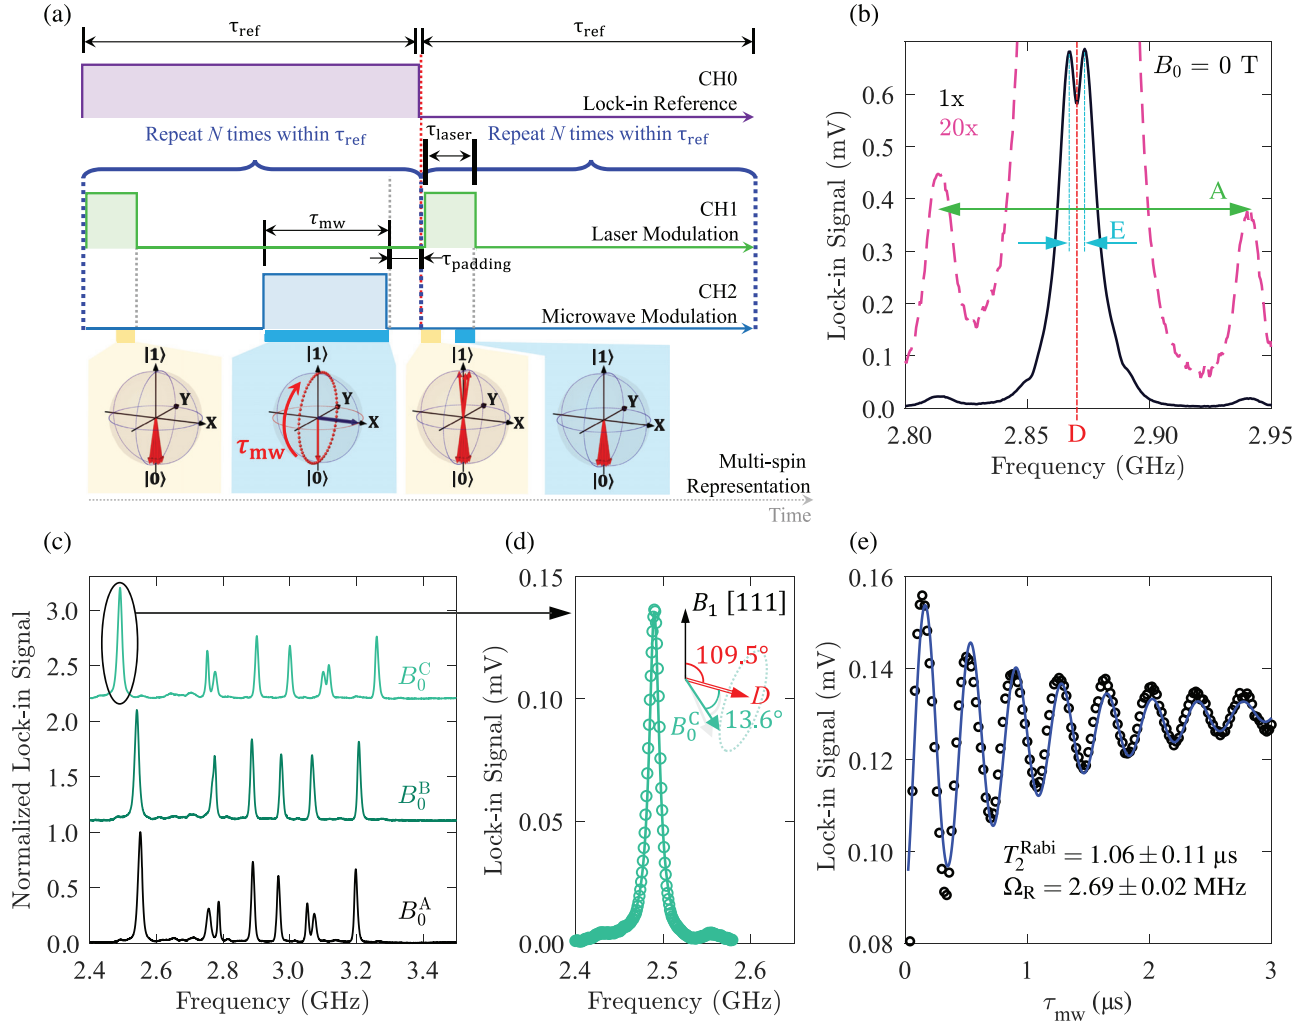 (a)
τref
τref
CH0
Lock-in Reference
Repeat N times within τref
τlaser
Repeat N times within τref
CH1
Laser Modulation
τmw
τpadding
CH2
Microwave Modulation
|1⟩
|1⟩
|1⟩
|1⟩
Y
X
Y
X
Y
X
Y
X
τmw
|0⟩
|0⟩
|0⟩
|0⟩
Multi-spin
Representation
Time
(b)
B0 = 0 T
1x
20x
A
E
Lock-in Signal (mV)
0.6
0.5
0.4
0.3
0.2
0.1
0.0
2.80
2.85
D
2.90
2.95
Frequency (GHz)
(c)
Normalized Lock-in Signal
3.0
2.5
2.0
1.5
1.0
0.5
0.0
B0^C
B0^B
B0^A
2.4
2.6
2.8
3.0
3.2
3.4
Frequency (GHz)
(d)
Lock-in Signal (mV)
0.15
0.10
0.05
0.00
B1 [111]
109.5°
D
B0^C
13.6°
2.4
2.5
2.6
Frequency (GHz)
(e)
Lock-in Signal (mV)
0.16
0.14
0.12
0.10
0.08
T2^Rabi = 1.06 ± 0.11 µs
ΩR = 2.69 ± 0.02 MHz
0
1
2
3
τmw (µs)